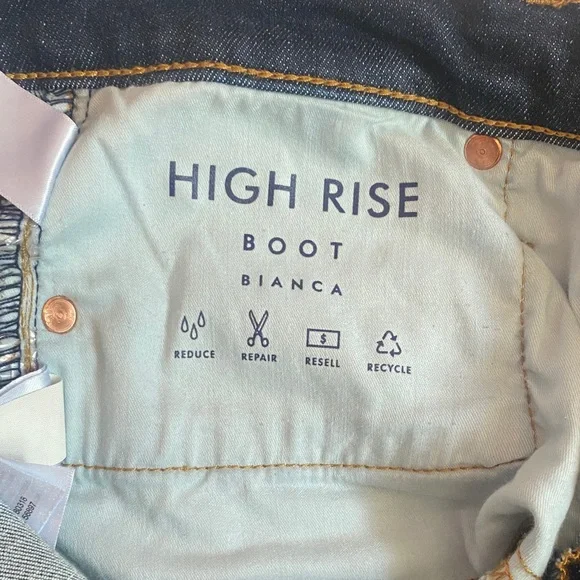 HIGH RISE
BOOT
BIANCA
$
REDUCE REPAIR RESELL RECYCLE